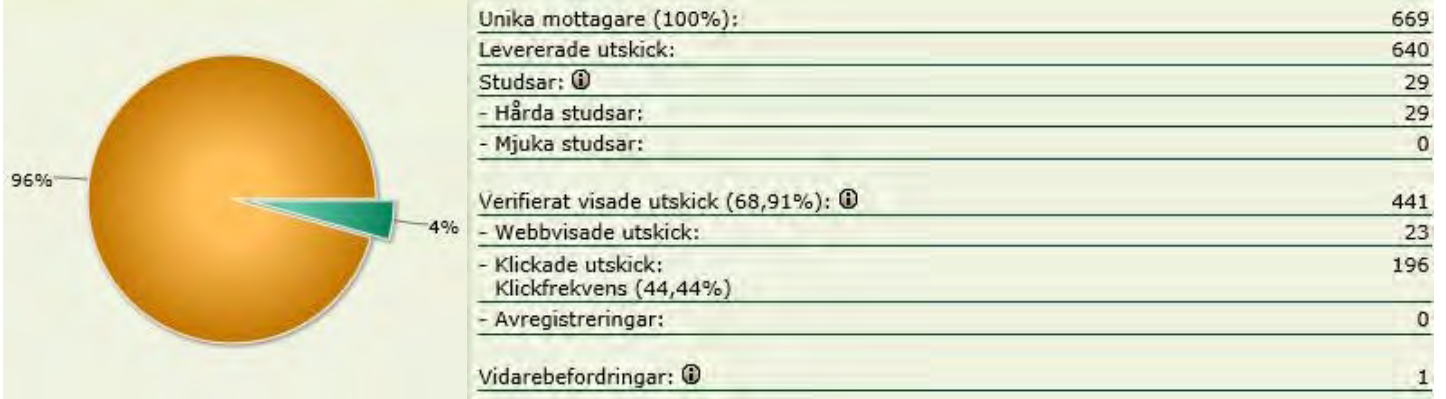 96%
4%
Unika mottagare (100%): 669
Levererade utskick: 640
Studsar: 29
- Hårda studsar: 29
- Mjuka studsar: 0
Verifierat visade utskick (68,91%): 441
- Webbvisade utskick: 23
- Klickade utskick: 196
Klickfrekvens (44,44%)
- Avregistreringar: 0
Vidarebefordringar: 1